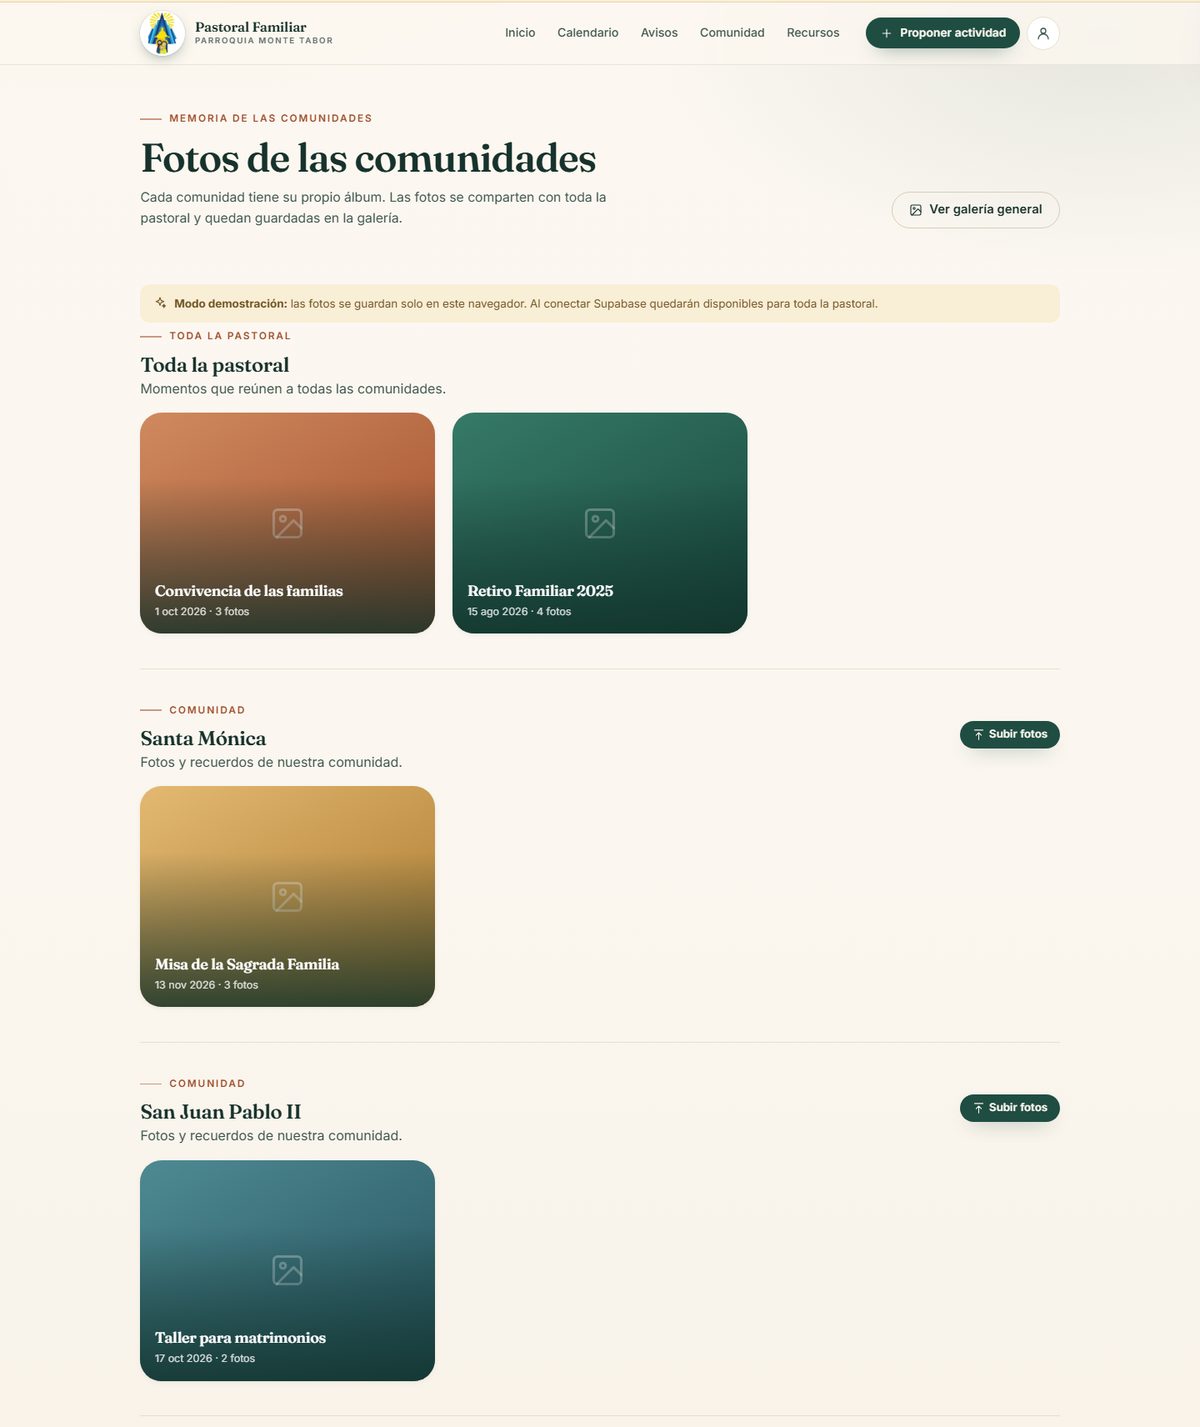 Pastoral Familiar
PARROQUIA MONTE TABOR
Inicio
Calendario
Avisos
Comunidad
Recursos
Proponer actividad
MEMORIA DE LAS COMUNIDADES
Fotos de las comunidades
Cada comunidad tiene su propio álbum. Las fotos se comparten con toda la
pastoral y quedan guardadas en la galería.
Ver galería general
Modo demostración: las fotos se guardan solo en este navegador. Al conectar Supabase quedarán disponibles para toda la pastoral.
TODA LA PASTORAL
Toda la pastoral
Momentos que reúnen a todas las comunidades.
Convivencia de las familias
1 oct 2026 · 3 fotos
Retiro Familiar 2025
15 ago 2026 · 4 fotos
COMUNIDAD
Santa Mónica
Fotos y recuerdos de nuestra comunidad.
Subir fotos
Misa de la Sagrada Familia
13 nov 2026 · 3 fotos
COMUNIDAD
San Juan Pablo II
Fotos y recuerdos de nuestra comunidad.
Subir fotos
Taller para matrimonios
17 oct 2026 · 2 fotos